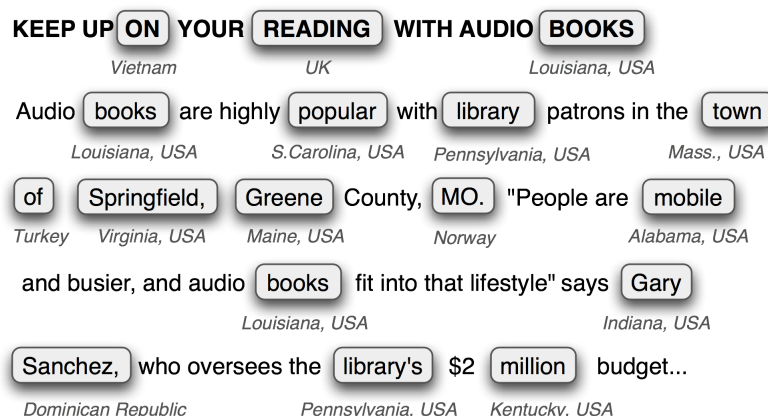 KEEP UP ON YOUR READING WITH AUDIO BOOKS
Vietnam UK Louisiana, USA
Audio books are highly popular with library patrons in the town
Louisiana, USA S.Carolina, USA Pennsylvania, USA Mass., USA
of Springfield, Greene County, MO. "People are mobile
Turkey Virginia, USA Maine, USA Norway Alabama, USA
and busier, and audio books fit into that lifestyle" says Gary
Louisiana, USA Indiana, USA
Sanchez, who oversees the library's $2 million budget...
Dominican Republic Pennsylvania, USA Kentucky, USA